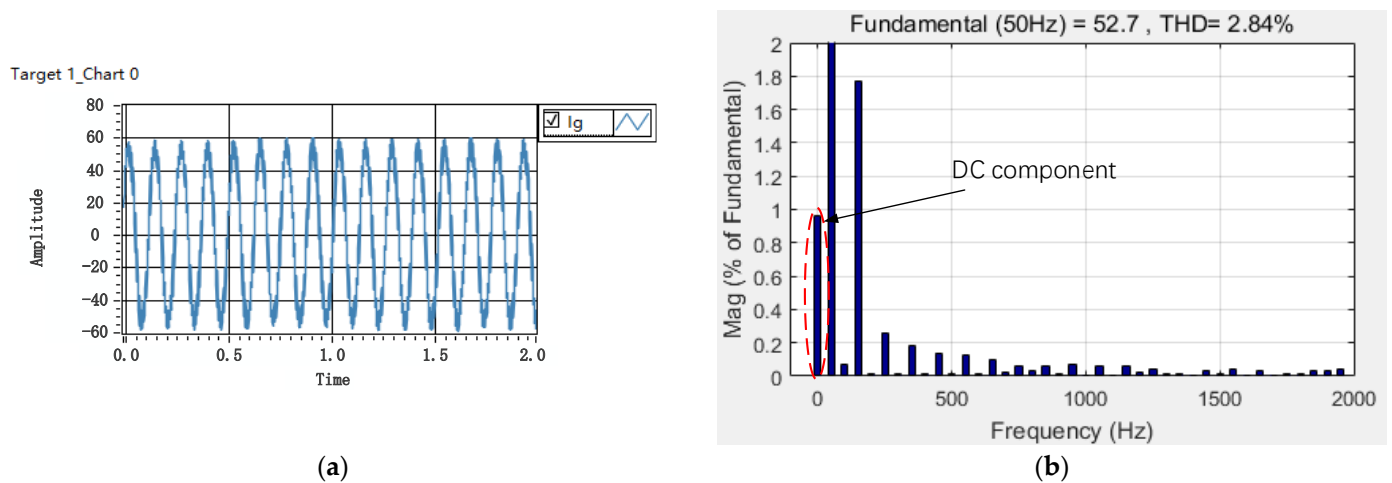 Target 1_Chart 0
Ig
80
60
40
20
0
-20
-40
-60
Amplitude
0.0 0.5 1.0 1.5 2.0
Time
(a)
Fundamental (50Hz) = 52.7 , THD= 2.84%
2
1.8
1.6
1.4
1.2
1
0.8
0.6
0.4
0.2
0
Mag (% of Fundamental)
DC component
0 500 1000 1500 2000
Frequency (Hz)
(b)